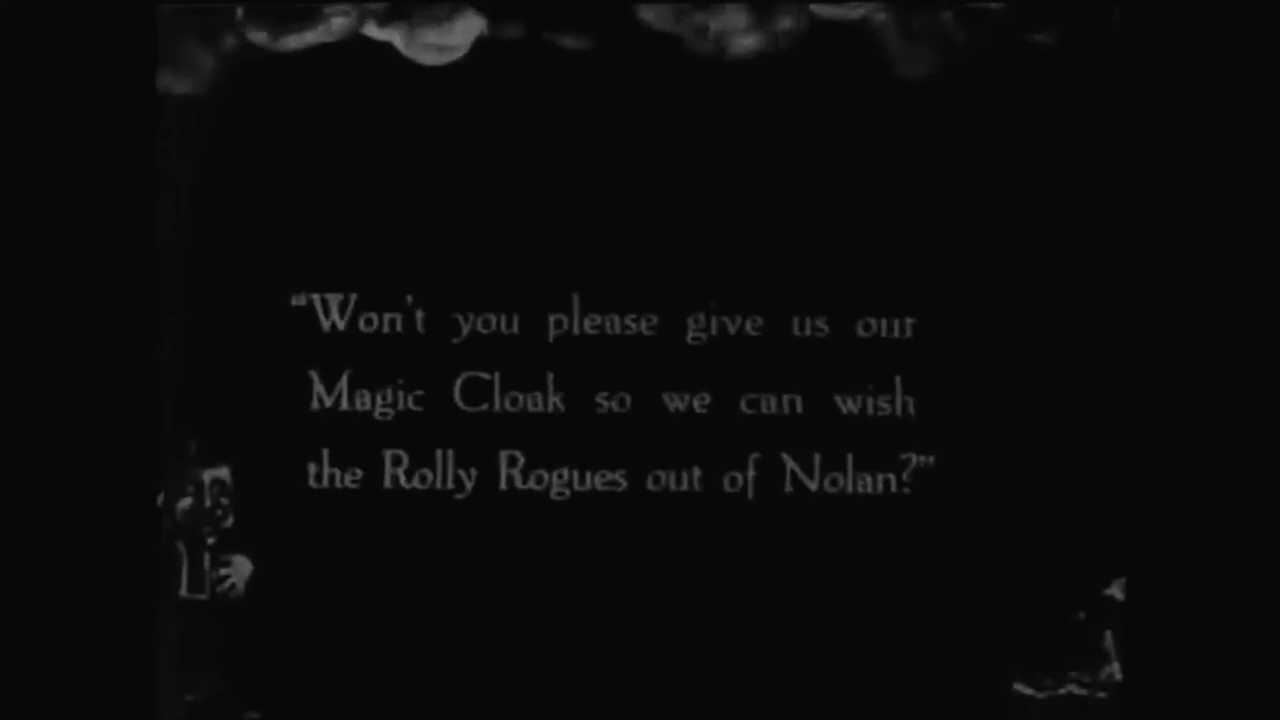 "Won't you please give us our
Magic Cloak so we can wish
the Rolly Rogues out of Nolan?"